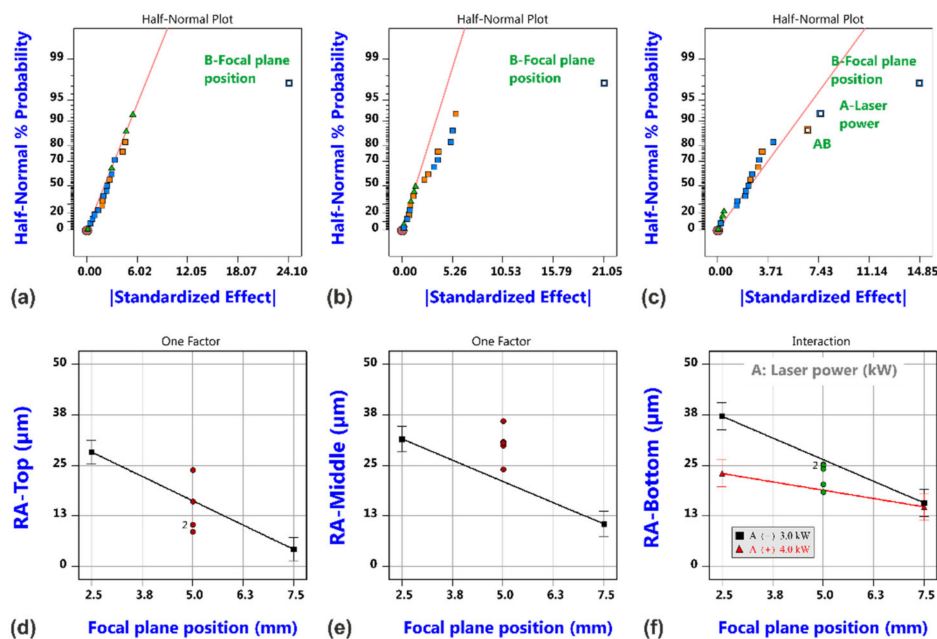 Half-Normal Plot
Half-Normal % Probability
99
95
90
80
70
50
20
0
B-Focal plane
position
0.00 6.02 12.05 18.07 24.10
(a)
|Standardized Effect|
Half-Normal Plot
Half-Normal % Probability
99
95
90
80
70
50
20
0
B-Focal plane
position
0.00 5.26 10.53 15.79 21.05
(b)
|Standardized Effect|
Half-Normal Plot
Half-Normal % Probability
99
95
90
80
70
50
20
0
B-Focal plane
position
A-Laser
power
AB
0.00 3.71 7.43 11.14 14.85
(c)
|Standardized Effect|
One Factor
RA-Top (µm)
50
38
25
13
0
2
2.5 3.8 5.0 6.3 7.5
(d)
Focal plane position (mm)
One Factor
RA-Middle (µm)
50
38
25
13
0
2.5 3.8 5.0 6.3 7.5
(e)
Focal plane position (mm)
Interaction
A: Laser power (kW)
RA-Bottom (µm)
50
38
25
13
0
2
A (−) 3.0 kW
A (+) 4.0 kW
2.5 3.8 5.0 6.3 7.5
(f)
Focal plane position (mm)